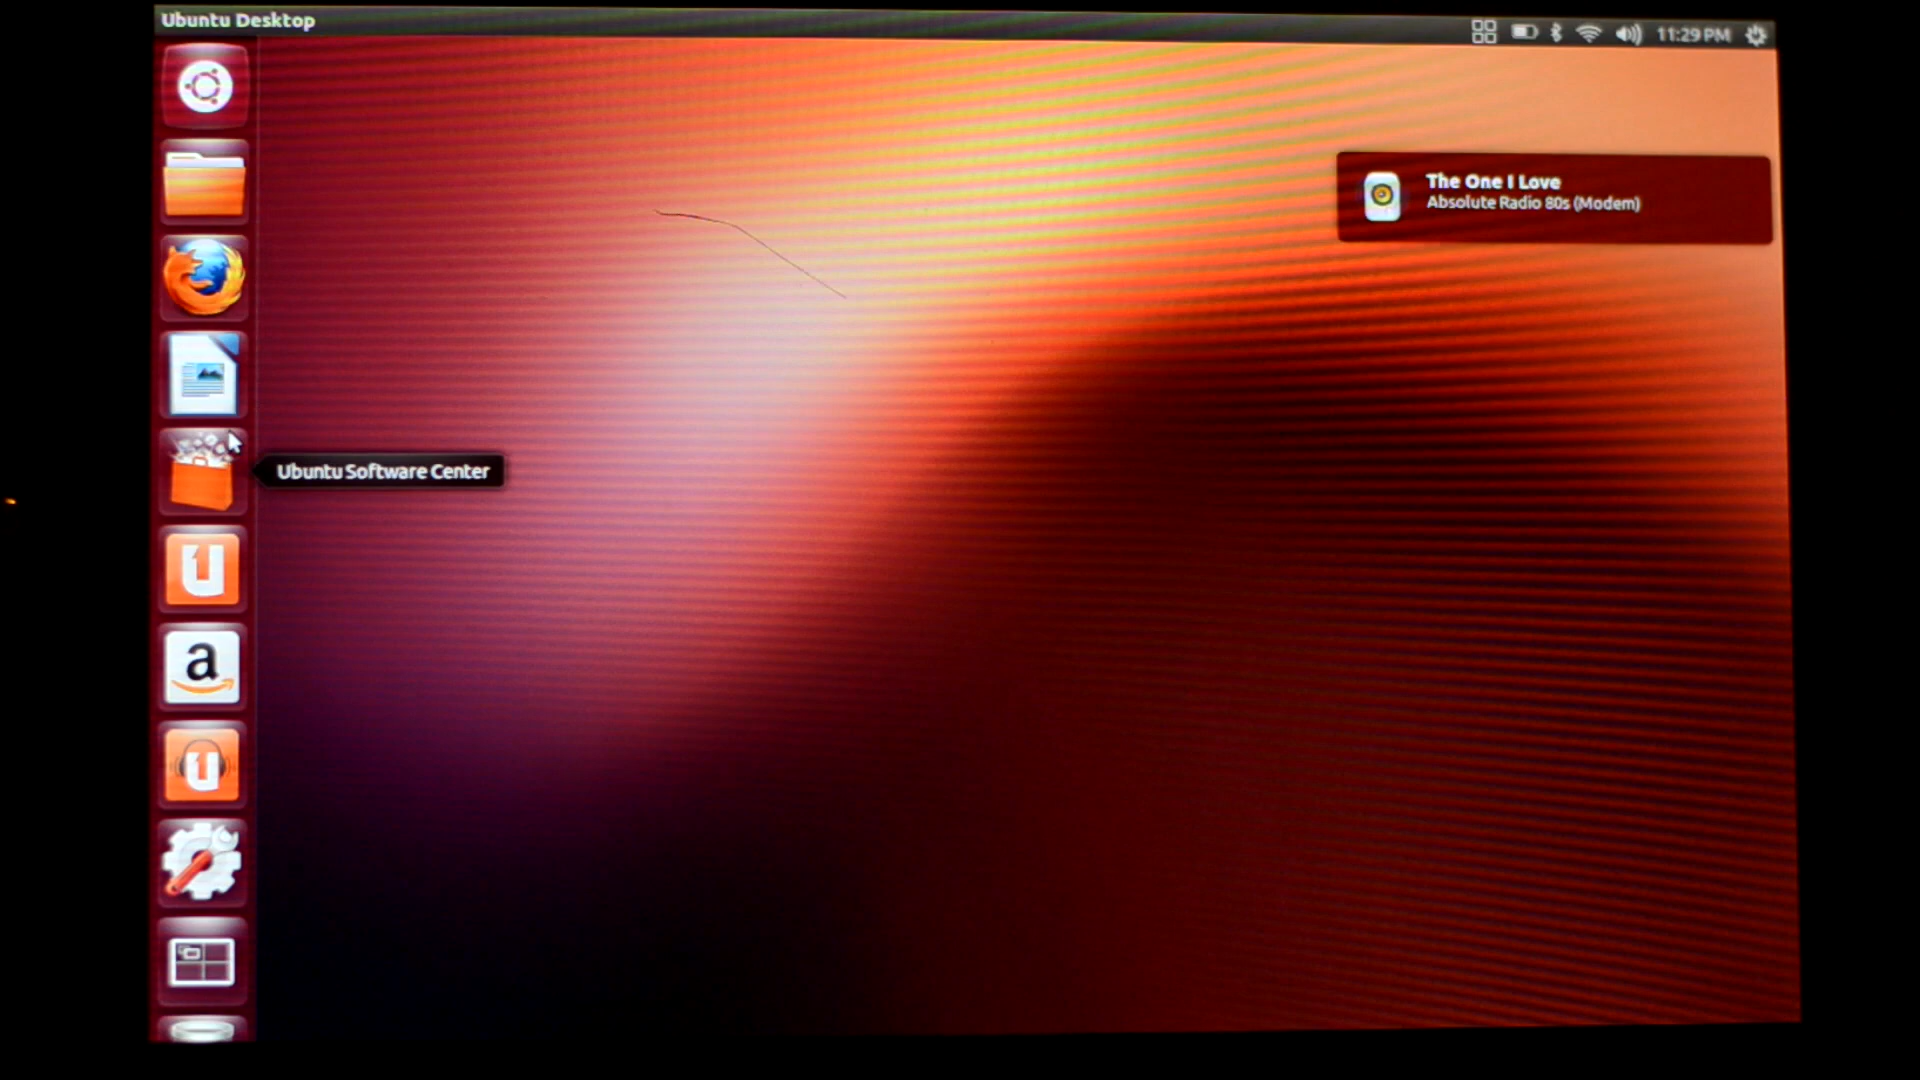 Ubuntu Desktop
11:29 PM
The One I Love
Absolute Radio 80s (Modem)
Ubuntu Software Center
u
a
u